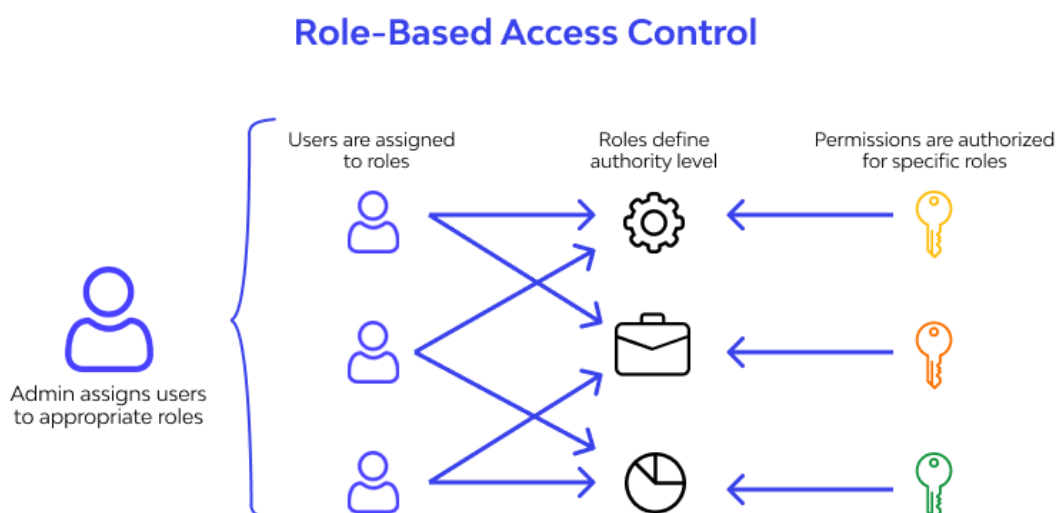 Role-Based Access Control
Users are assigned
to roles
Roles define
authority level
Permissions are authorized
for specific roles
Admin assigns users
to appropriate roles